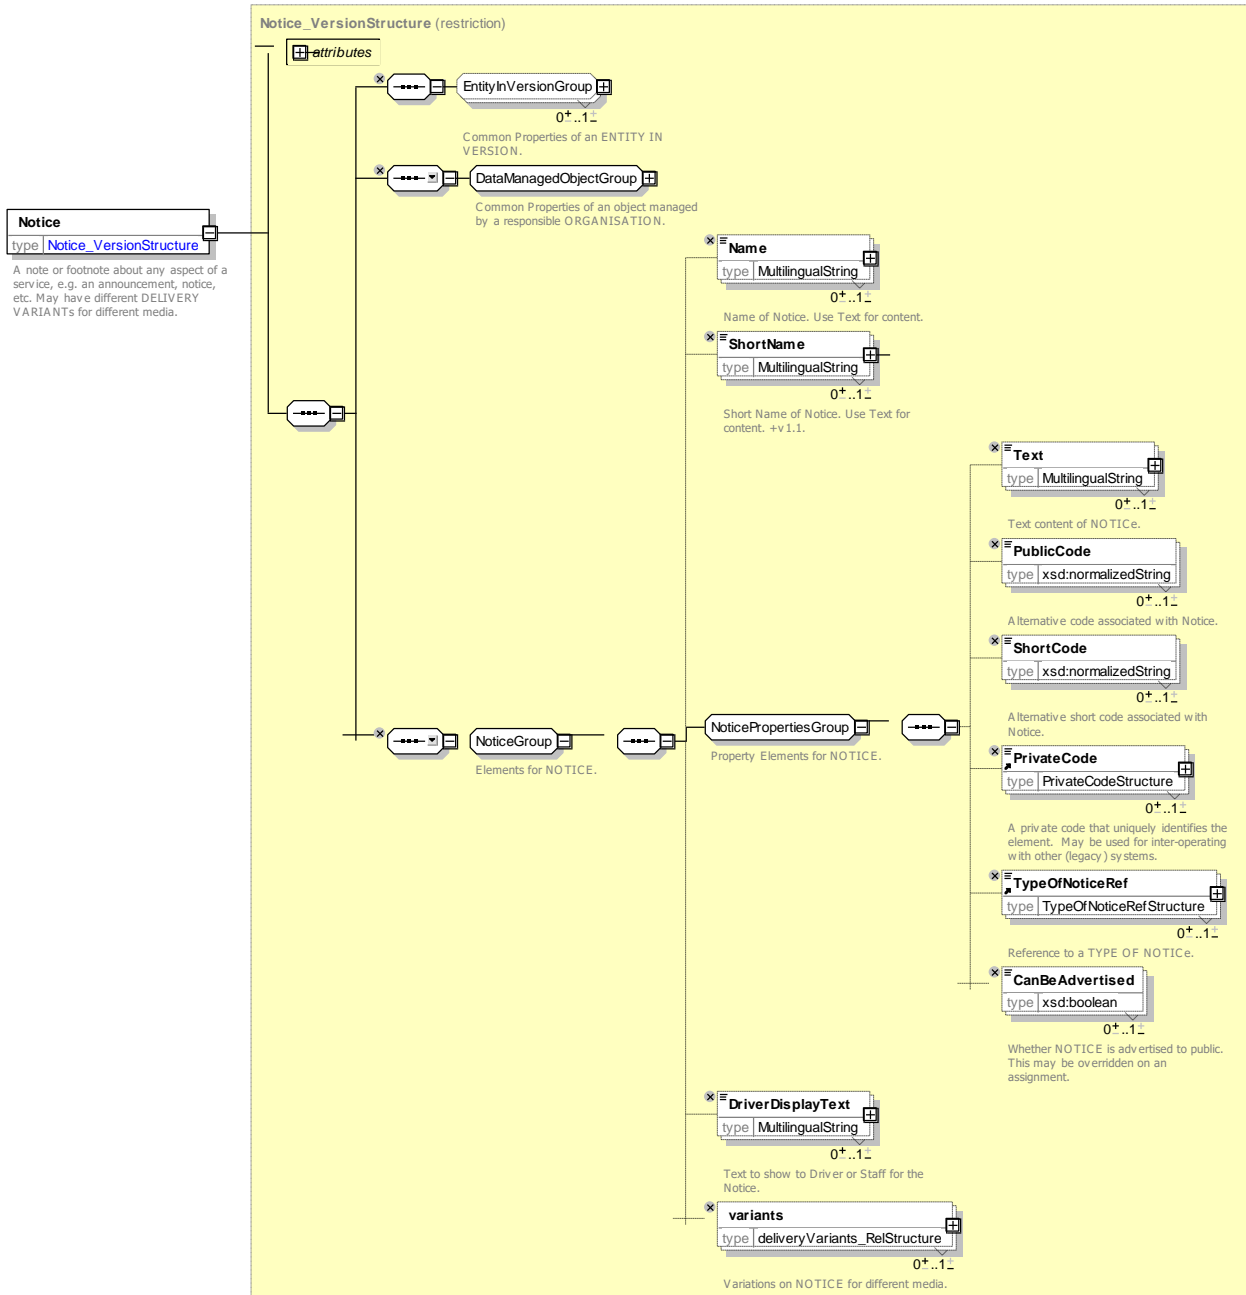 Notice_VersionStructure (restriction)
attributes
EntityInVersionGroup
0..1
Common Properties of an ENTITY IN
VERSION.
DataManagedObjectGroup
Common Properties of an object managed
by a responsible ORGANISATION.
Notice
type Notice_VersionStructure
A note or footnote about any aspect of a
service, e.g. an announcement, notice,
etc. May have different DELIVERY
VARIANTs for different media.
Name
type MultilingualString
0..1
Name of Notice. Use Text for content.
ShortName
type MultilingualString
0..1
Short Name of Notice. Use Text for
content. +v1.1.
Text
type MultilingualString
0..1
Text content of NOTICe.
PublicCode
type xsd:normalizedString
0..1
Alternative code associated with Notice.
ShortCode
type xsd:normalizedString
0..1
Alternative short code associated with
Notice.
NoticeGroup
Elements for NOTICE.
NoticePropertiesGroup
Property Elements for NOTICE.
PrivateCode
type PrivateCodeStructure
0..1
A private code that uniquely identifies the
element. May be used for inter-operating
with other (legacy) systems.
TypeOfNoticeRef
type TypeOfNoticeRefStructure
0..1
Reference to a TYPE OF NOTICe.
CanBeAdvertised
type xsd:boolean
0..1
Whether NOTICE is advertised to public.
This may be overridden on an
assignment.
DriverDisplayText
type MultilingualString
0..1
Text to show to Driver or Staff for the
Notice.
variants
type deliveryVariants_RelStructure
0..1
Variations on NOTICE for different media.